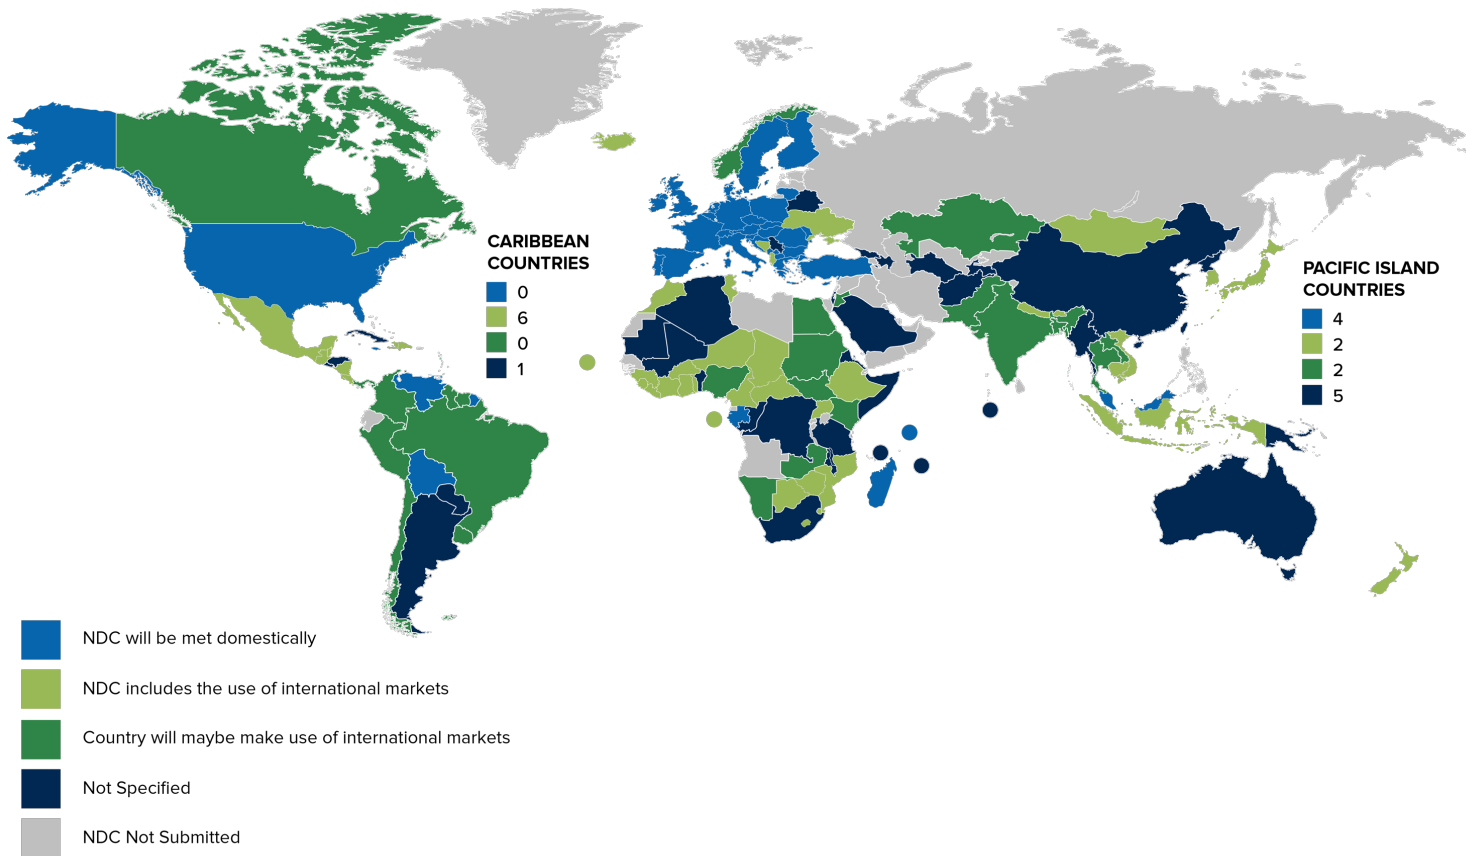 CARIBBEAN
COUNTRIES
0
6
0
1
PACIFIC ISLAND
COUNTRIES
4
2
2
5
NDC will be met domestically
NDC includes the use of international markets
Country will maybe make use of international markets
Not Specified
NDC Not Submitted